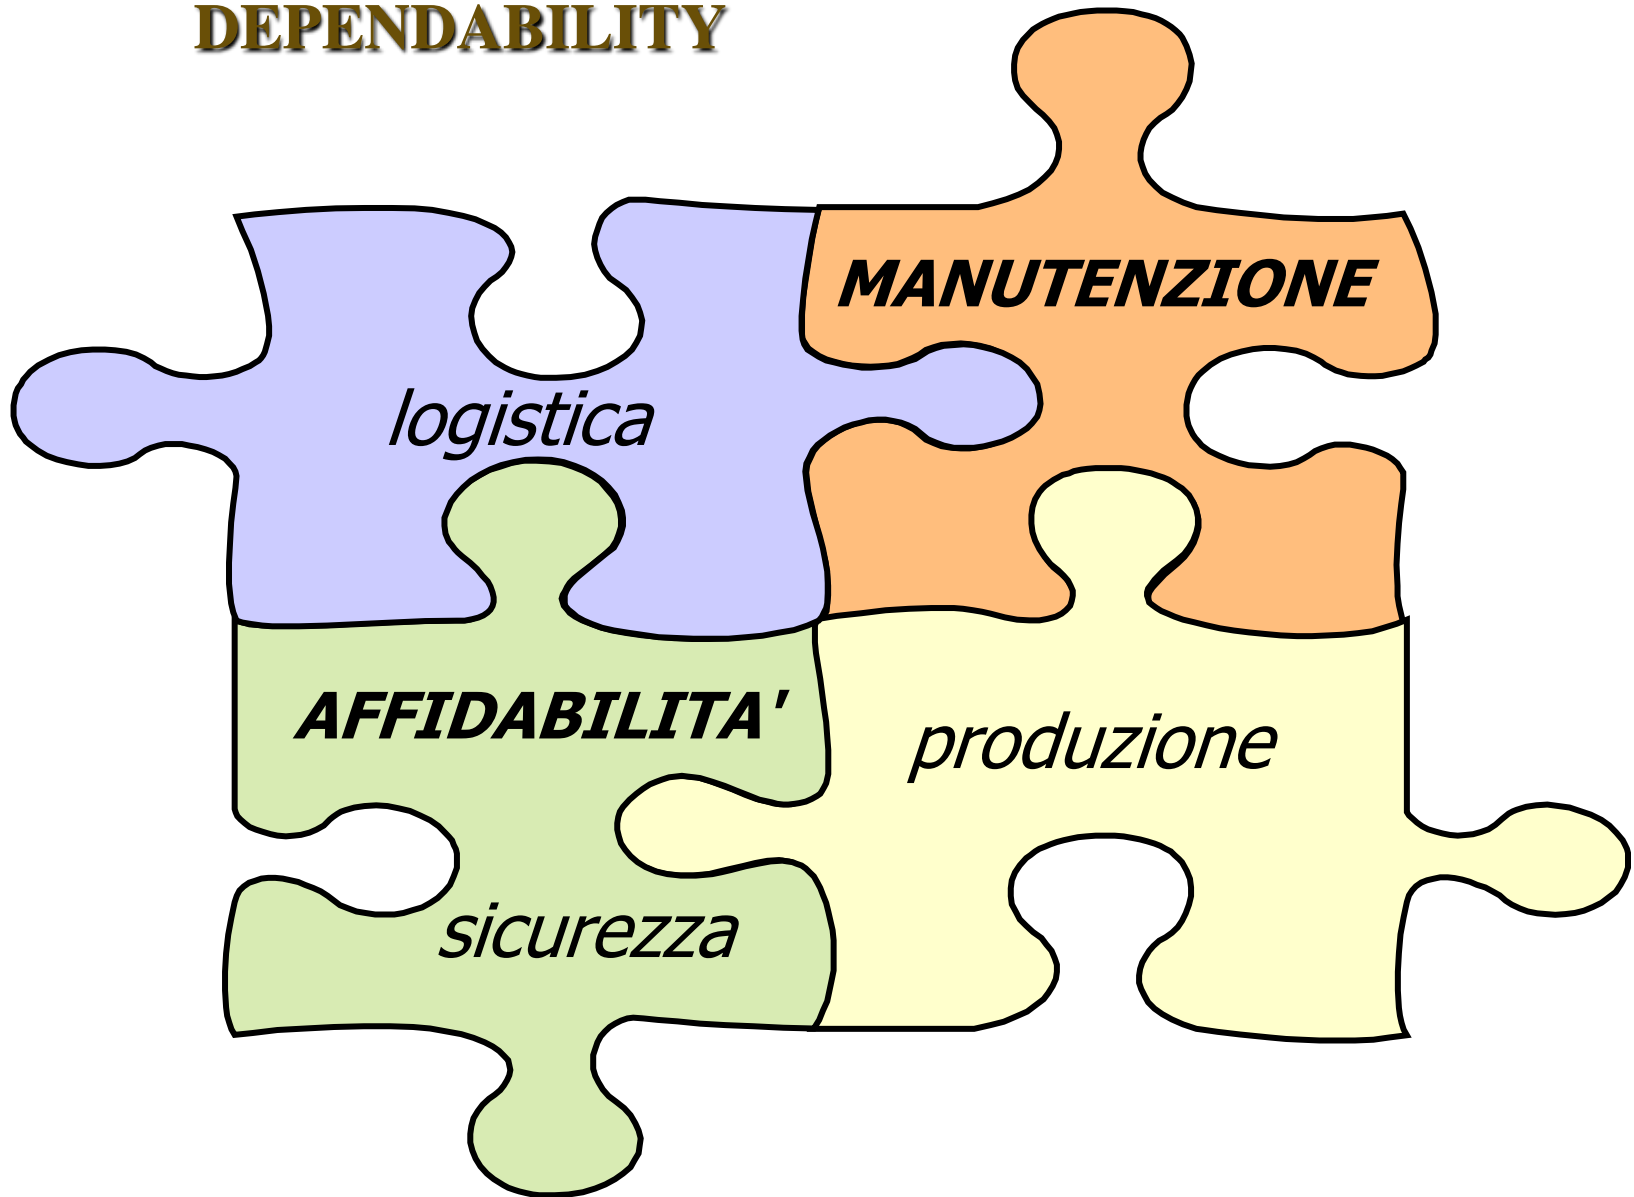 DEPENDABILITY
MANUTENZIONE
logistica
AFFIDABILITA'
produzione
sicurezza